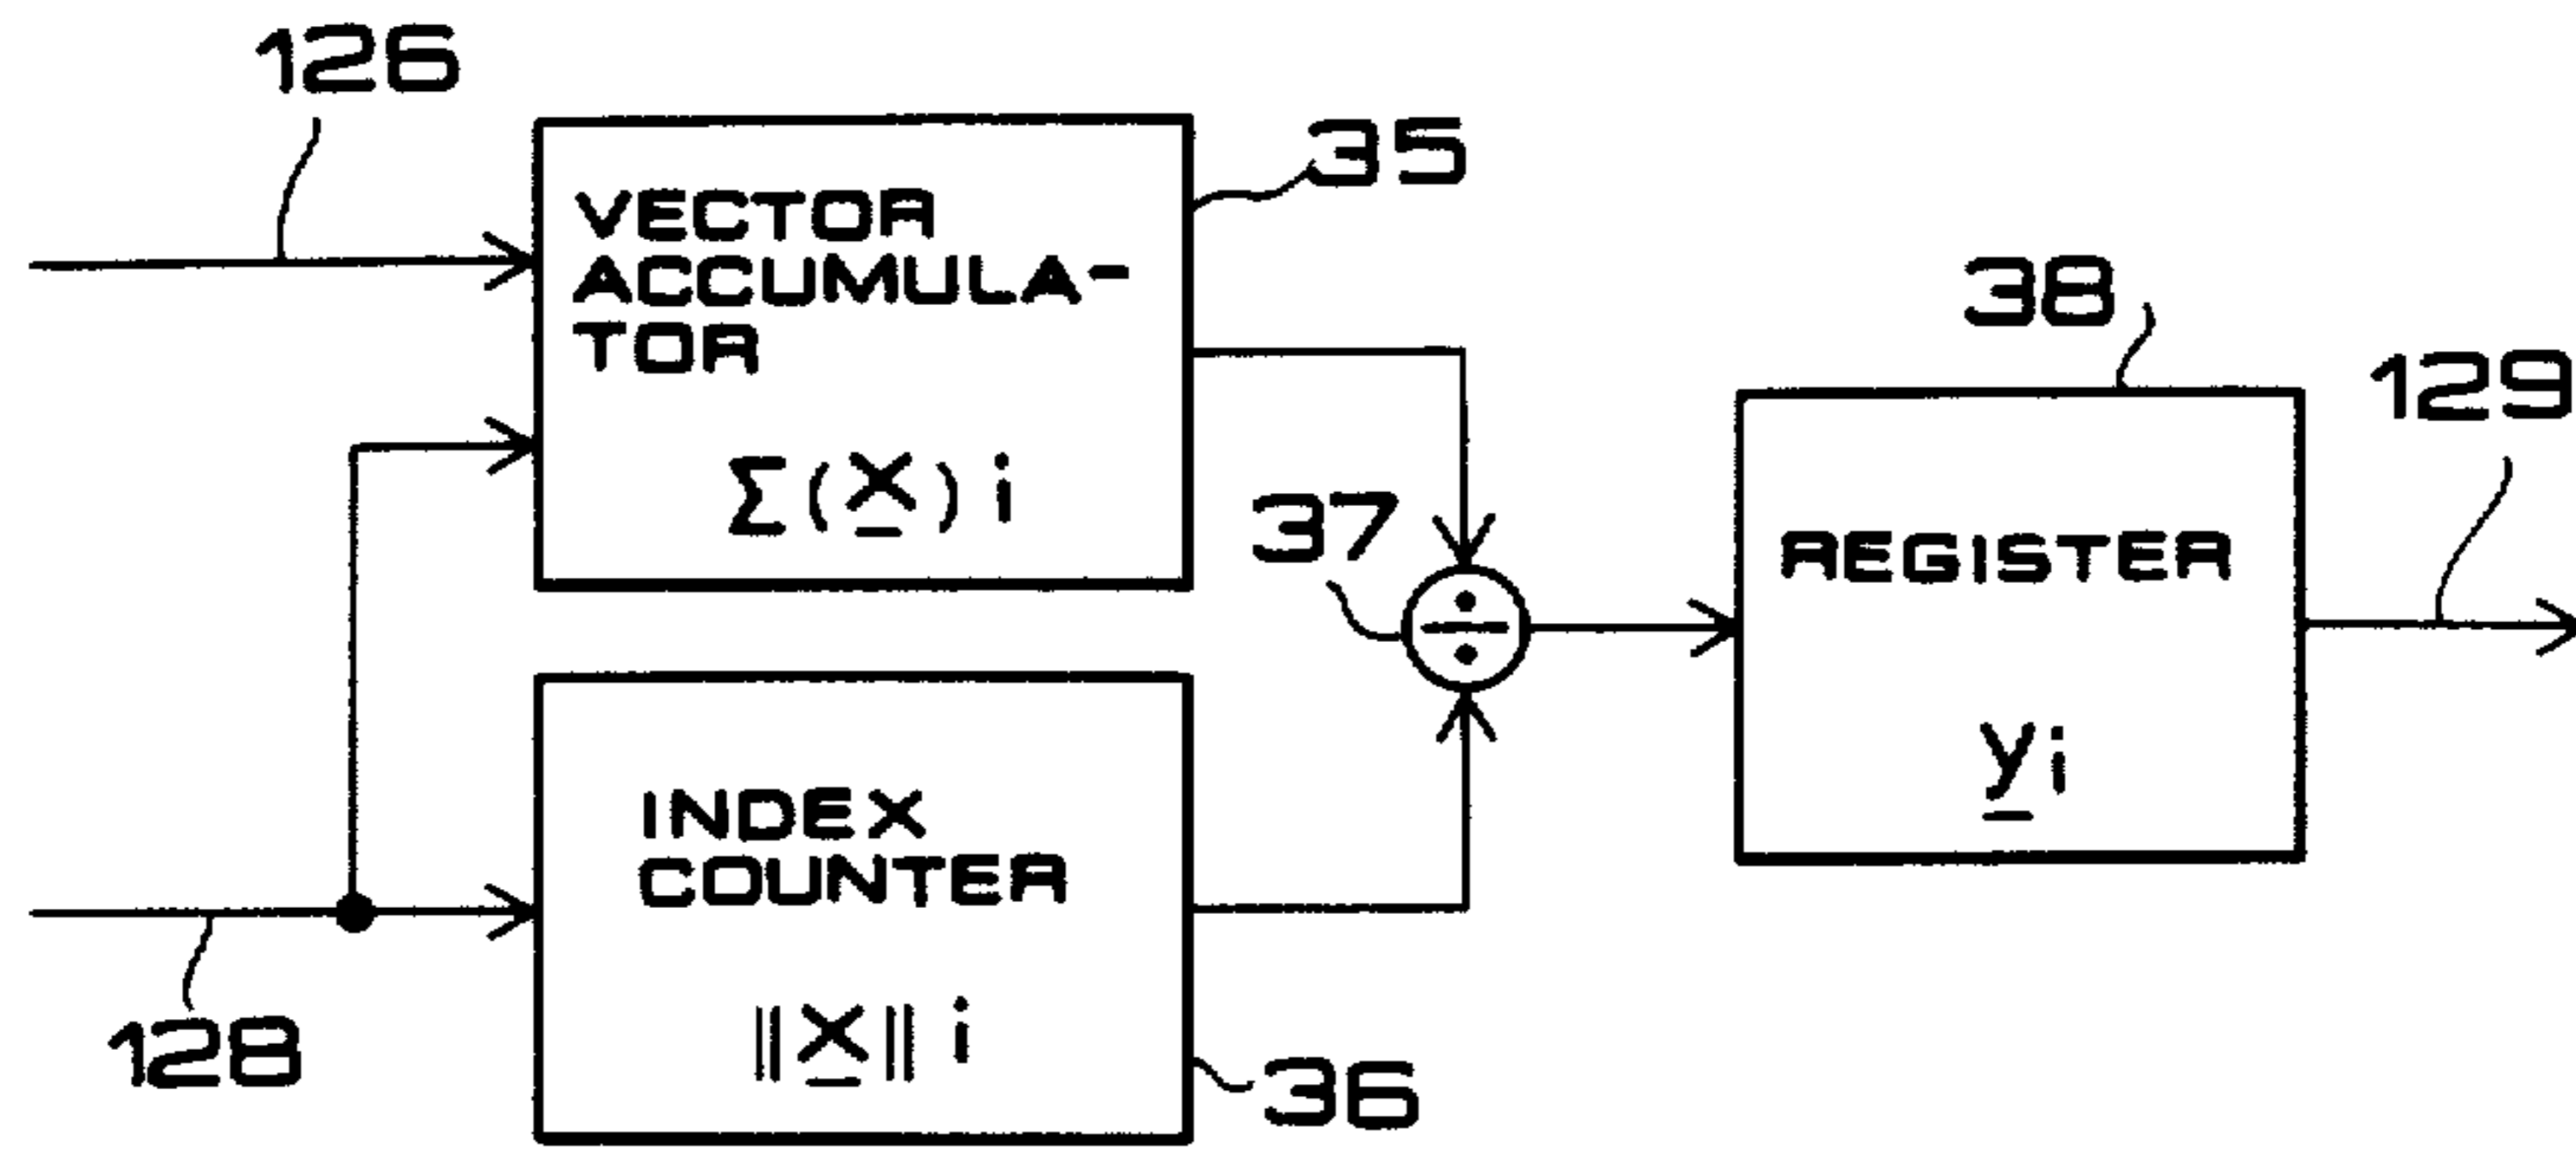 126
35
VECTOR
ACCUMULA-
TOR
Σ(X̲)i
38
129
37
REGISTER
y̲i
INDEX
COUNTER
‖X̲‖i
128
36